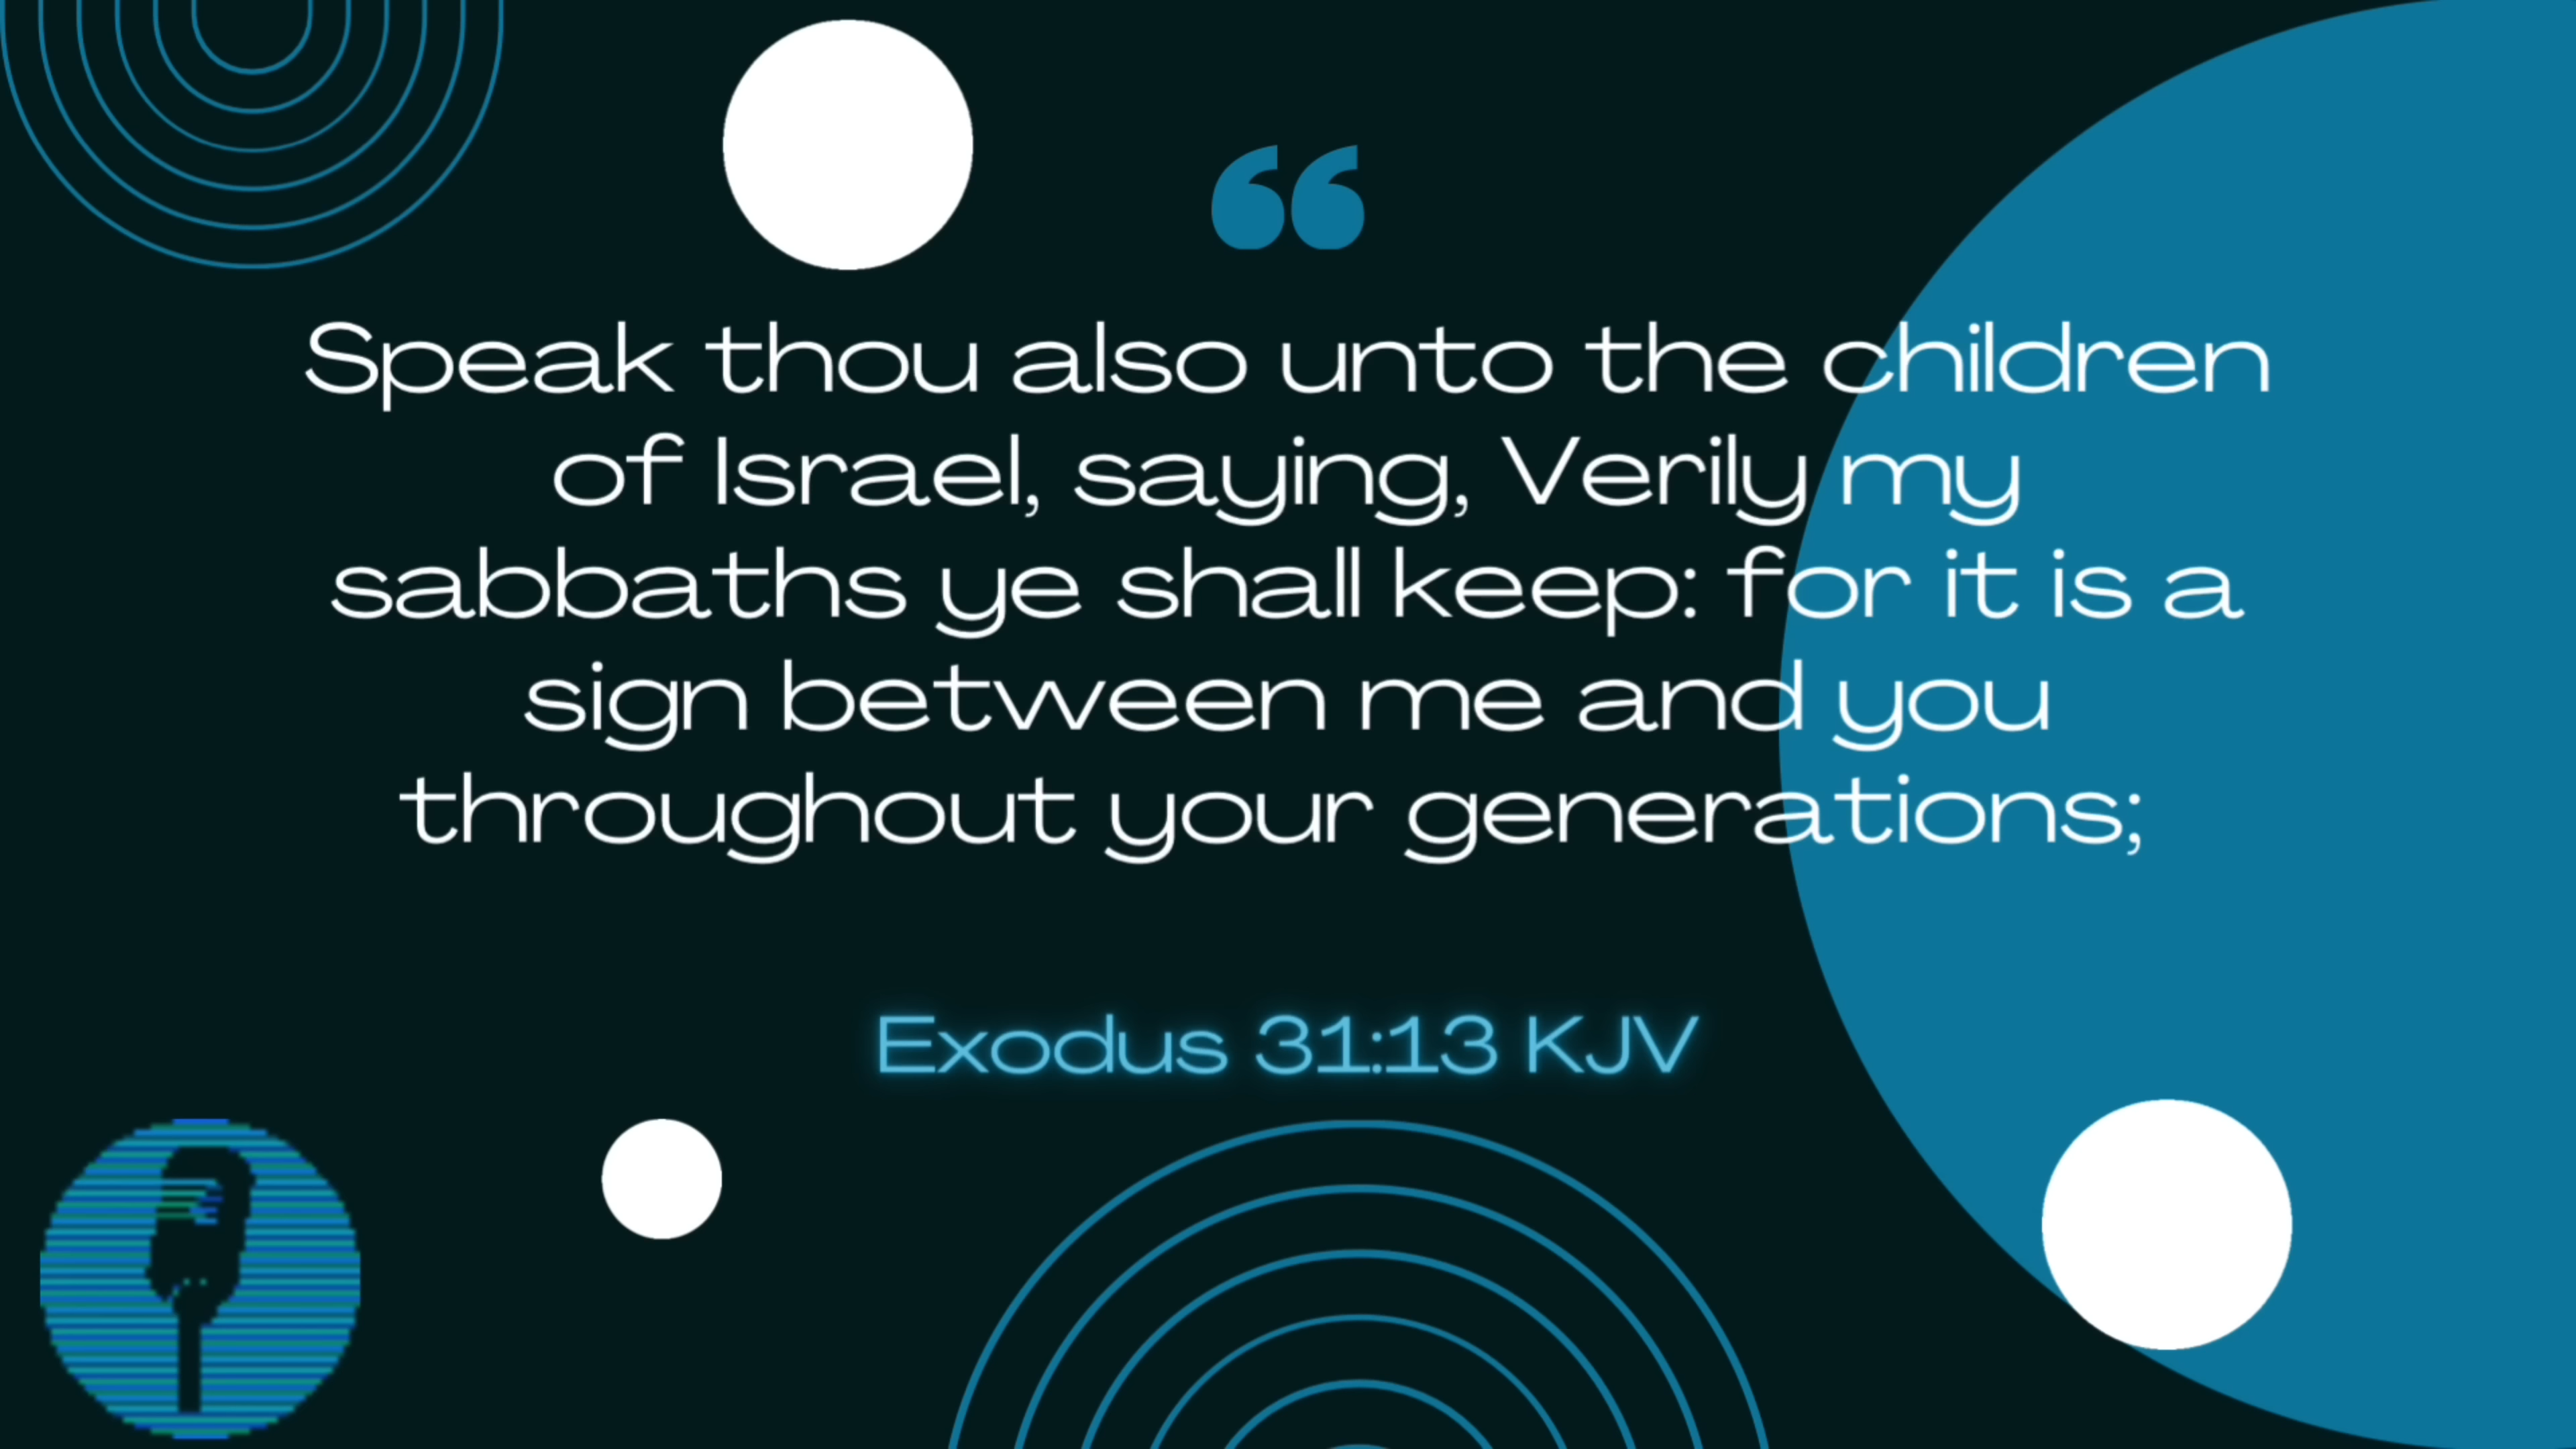 “
Speak thou also unto the children
of Israel, saying, Verily my
sabbaths ye shall keep: for it is a
sign between me and you
throughout your generations;
Exodus 31:13 KJV